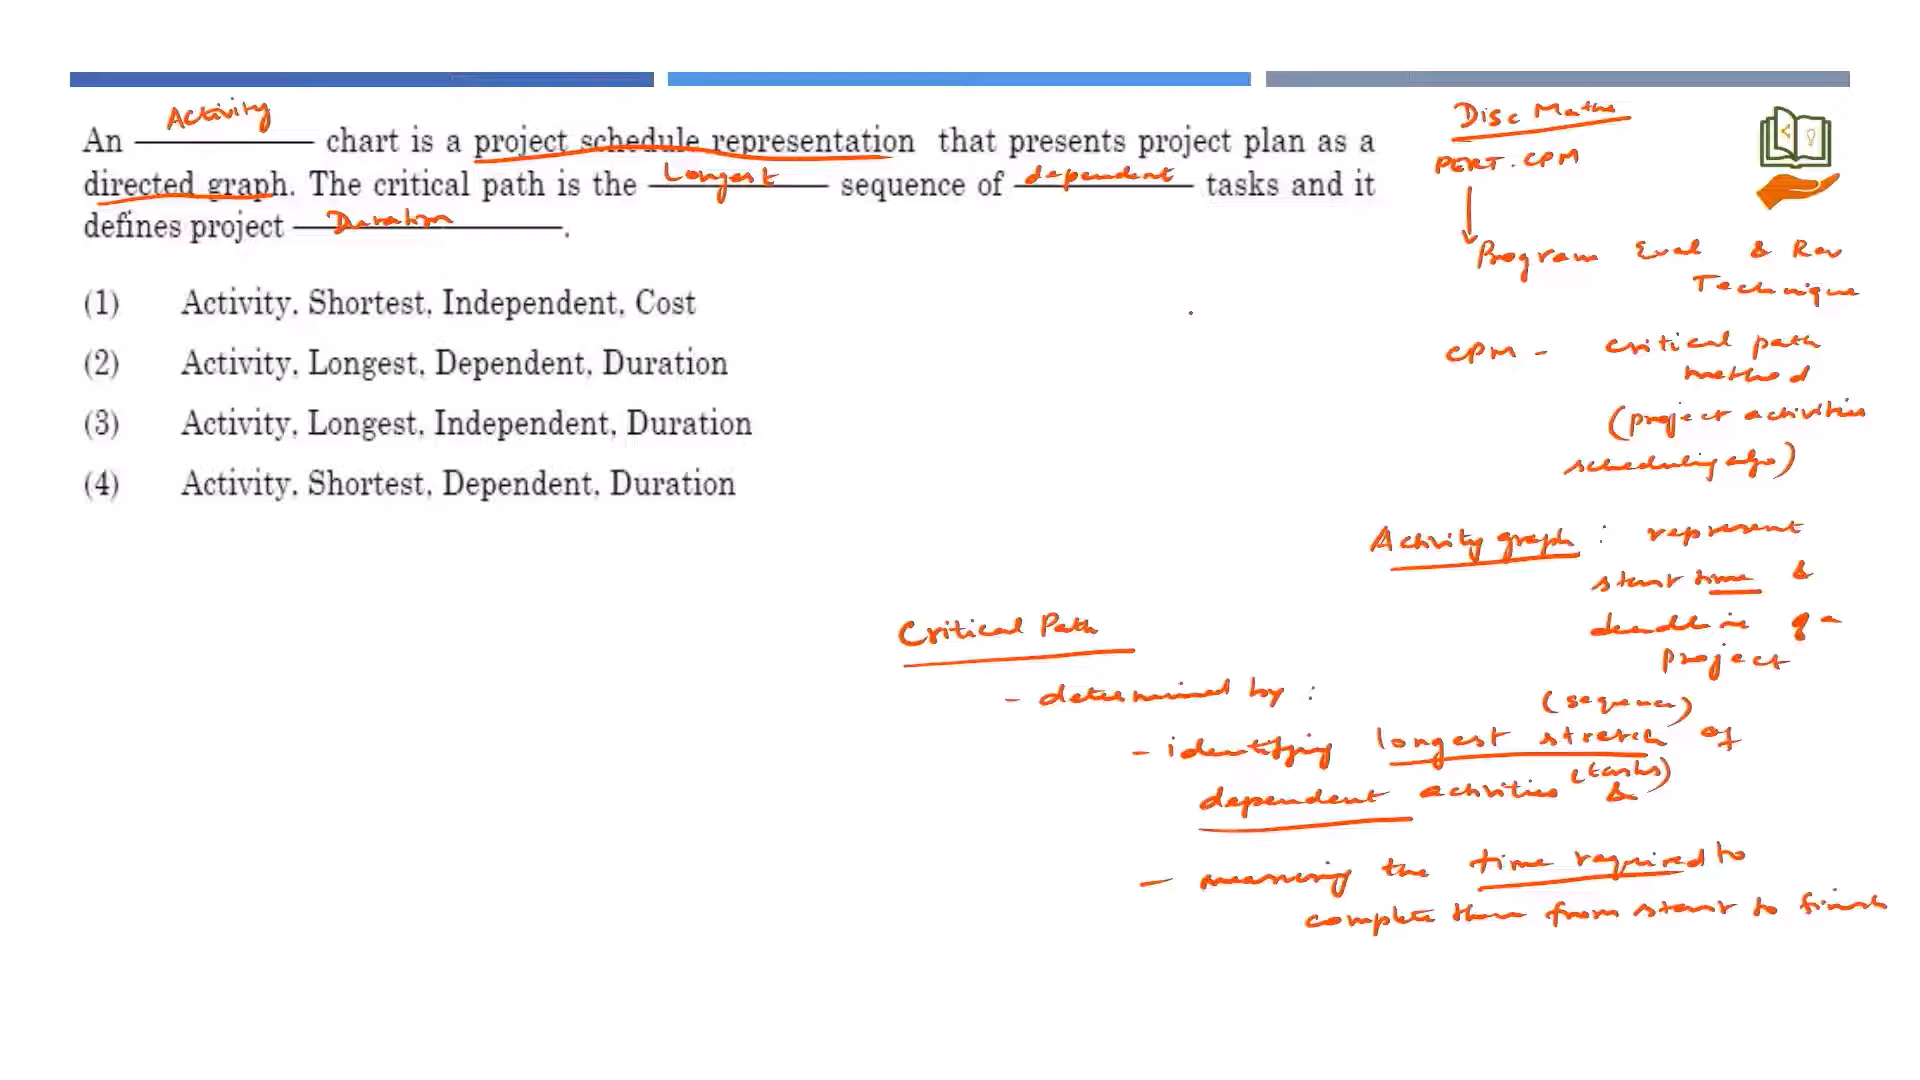 Activity
An ____________ chart is a project schedule representation that presents project plan as a
directed graph. The critical path is the Longest sequence of dependent tasks and it
defines project Duration.
(1) Activity, Shortest, Independent, Cost
(2) Activity, Longest, Dependent, Duration
(3) Activity, Longest, Independent, Duration
(4) Activity, Shortest, Dependent, Duration
Disc Maths
PERT. CPM
Program Eval & Rev
Technique
CPM - critical path
method
(project activities
scheduling algo)
Activity graph : represent
start time &
deadline of a
project
Critical Path
- determined by :
(sequence)
- identifying longest stretch of
(tasks)
dependent activities &
- measuring the time required to
complete them from start to finish